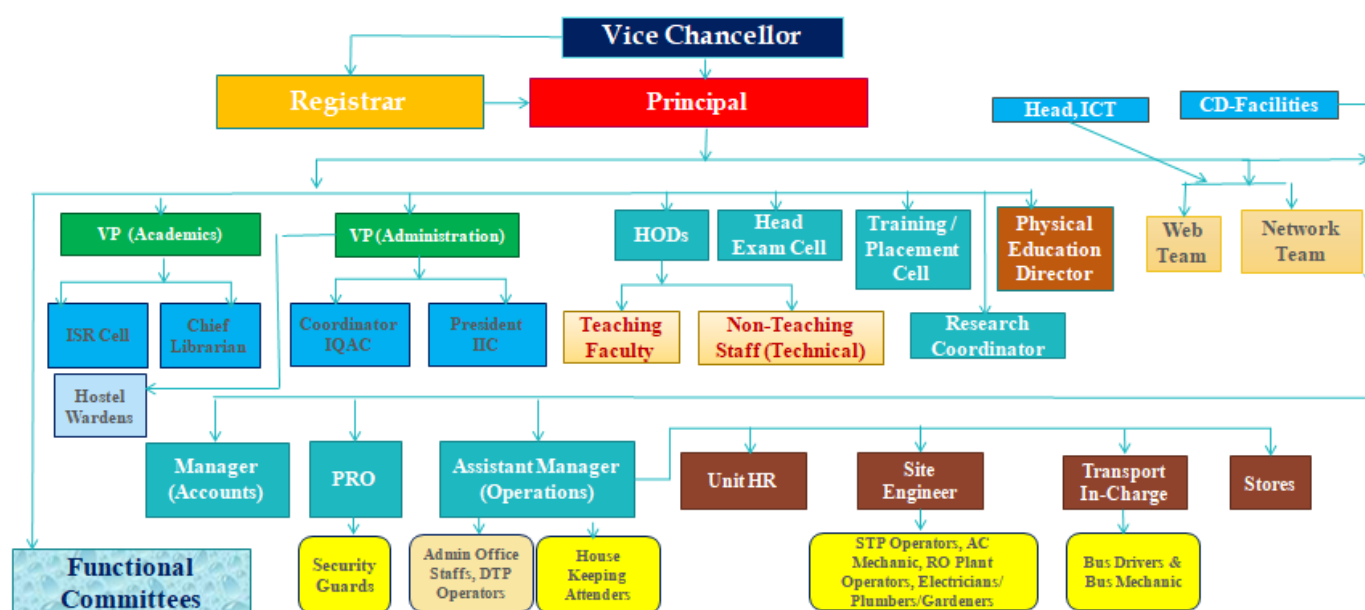 Vice Chancellor
Registrar
Principal
Head, ICT
CD-Facilities
VP (Academics)
VP (Administration)
HODs
Head
Exam Cell
Training /
Placement
Cell
Physical
Education
Director
Web
Team
Network
Team
ISR Cell
Chief
Librarian
Coordinator
IQAC
President
IIC
Teaching
Faculty
Non-Teaching
Staff (Technical)
Research
Coordinator
Hostel
Wardens
Manager
(Accounts)
PRO
Assistant Manager
(Operations)
Unit HR
Site
Engineer
Transport
In-Charge
Stores
Security
Guards
Admin Office
Staffs, DTP
Operators
House
Keeping
Attenders
STP Operators, AC
Mechanic, RO Plant
Operators, Electricians/
Plumbers/Gardeners
Bus Drivers &
Bus Mechanic
Functional
Committees